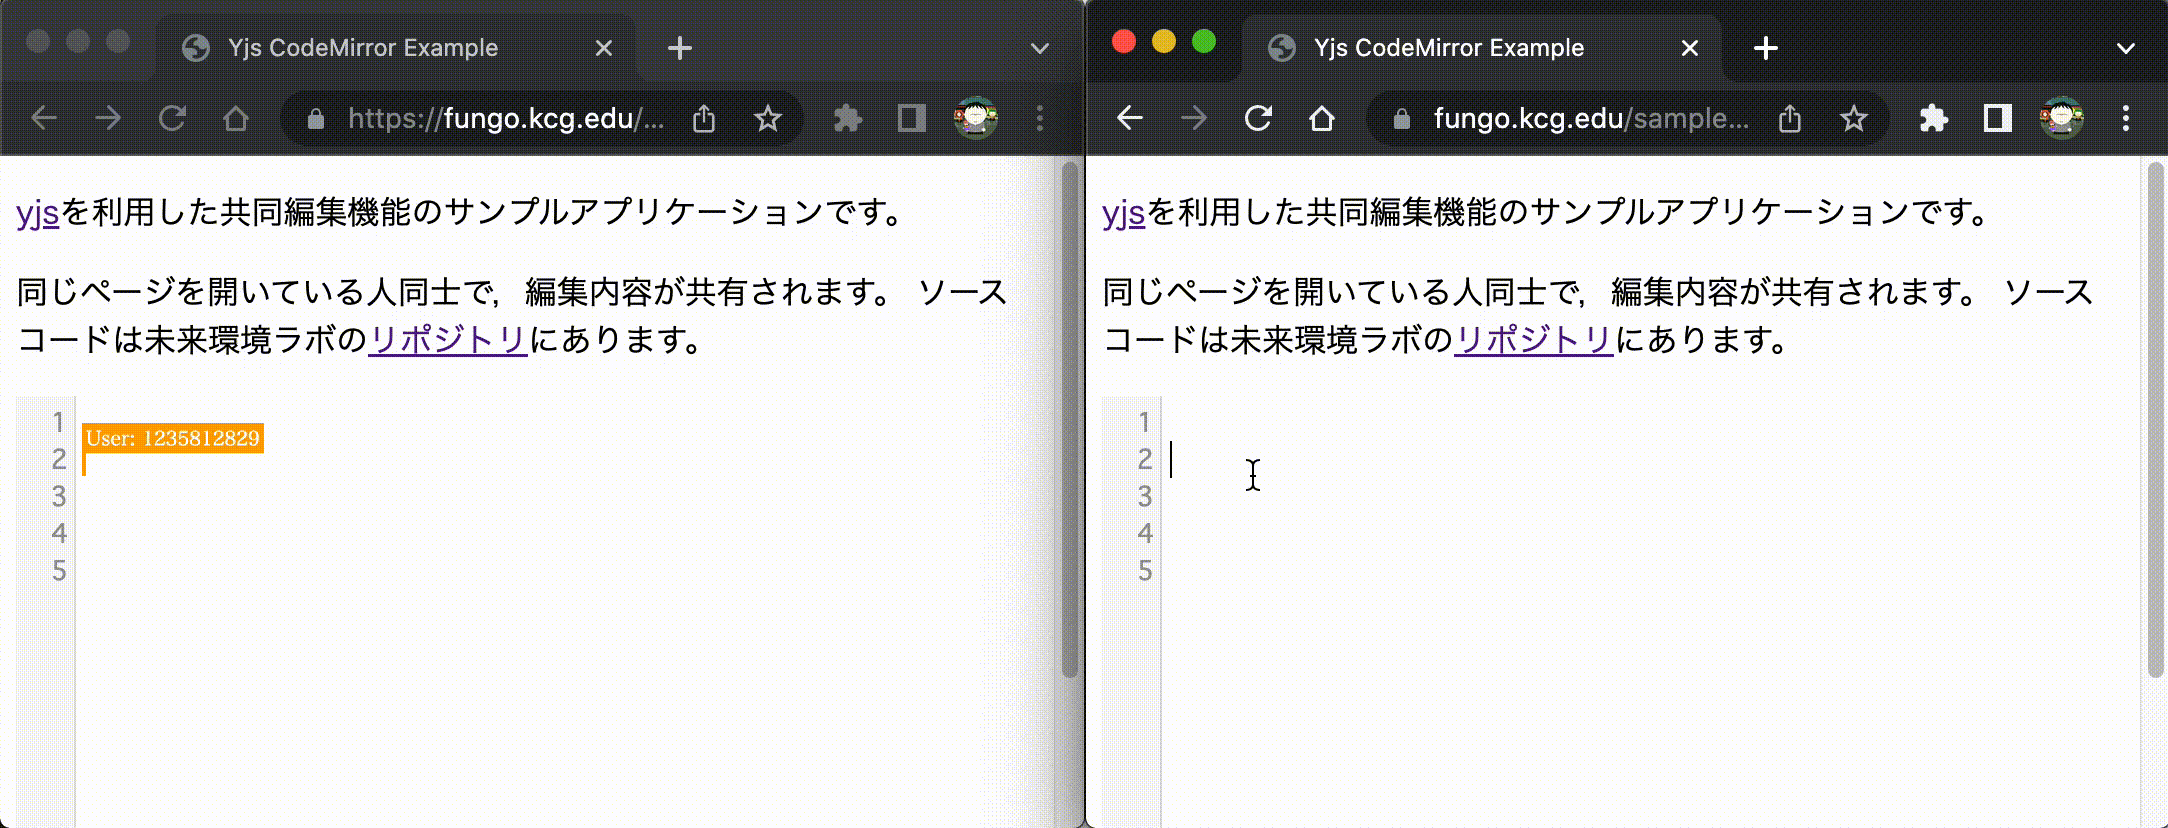 Yjs CodeMirror Example
https://fungo.kcg.edu/...
yjsを利用した共同編集機能のサンプルアプリケーションです。
同じページを開いている人同士で，編集内容が共有されます。 ソース
コードは未来環境ラボのリポジトリにあります。
1
User: 1235812829
2
3
4
5
Yjs CodeMirror Example
fungo.kcg.edu/sample...
yjsを利用した共同編集機能のサンプルアプリケーションです。
同じページを開いている人同士で，編集内容が共有されます。 ソース
コードは未来環境ラボのリポジトリにあります。
1
2
3
4
5